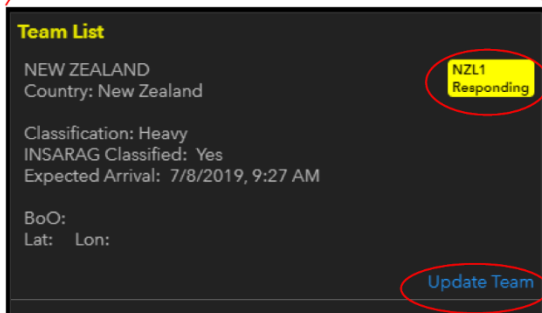 Team List
NEW ZEALAND
NZL1
Country: New Zealand
Responding
Classification: Heavy
INSARAG Classified: Yes
Expected Arrival: 7/8/2019, 9:27 AM
BoO:
Lat: Lon:
Update Team